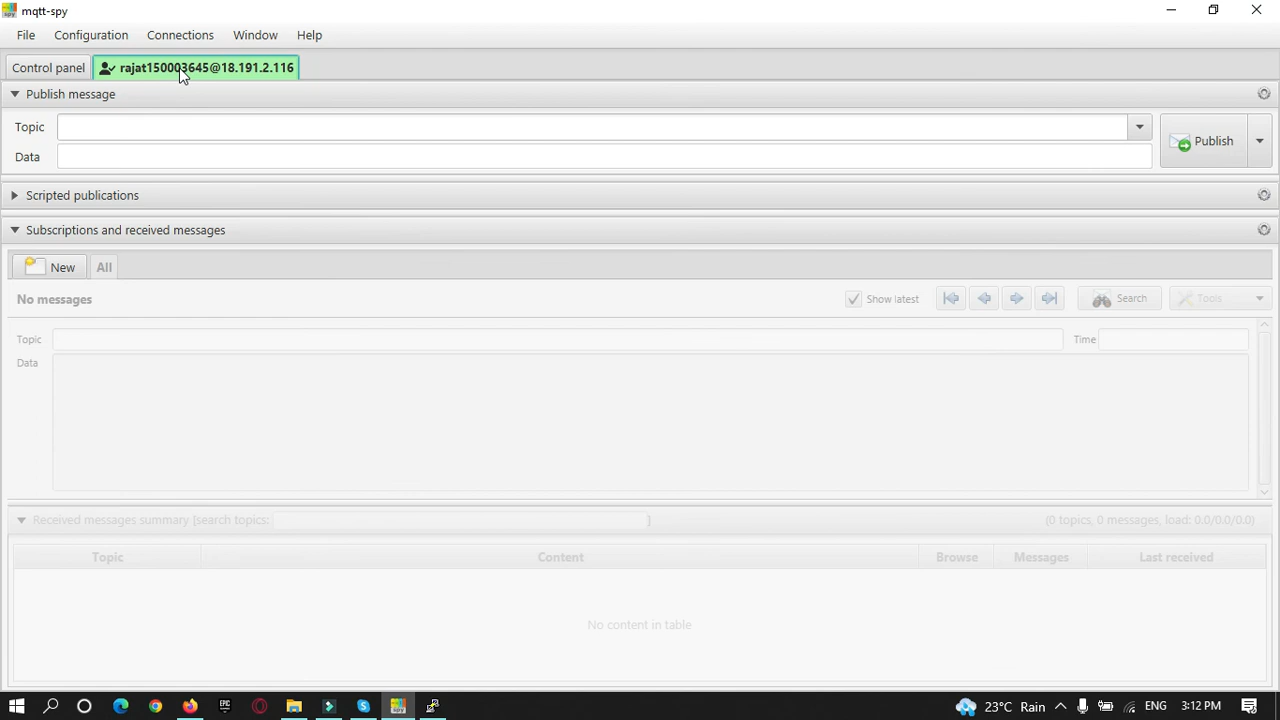 mqtt-spy
File Configuration Connections Window Help
Control panel rajat150003645@18.191.2.116
Publish message
Topic
Publish
Data
Scripted publications
Subscriptions and received messages
New All
No messages Show latest Search Tools
Topic Time
Data
Received messages summary [search topics: ] (0 topics, 0 messages, load: 0.0/0.0/0.0)
Topic Content Browse Messages Last received
No content in table
EPIC spy 23°C Rain ENG 3:12 PM